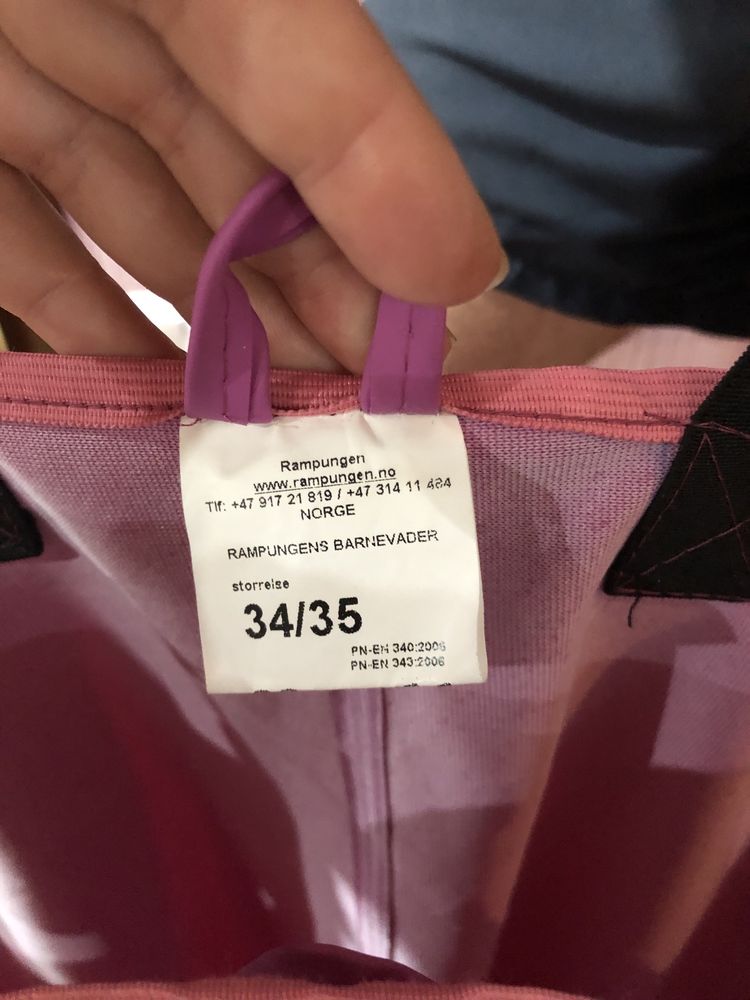 Rampungen
www.rampungen.no
Tlf: +47 917 21 819 / +47 314 11 484
NORGE
RAMPUNGENS BARNEVADER
storreise
34/35
PN-EN 340:2006
PN-EN 343:2006